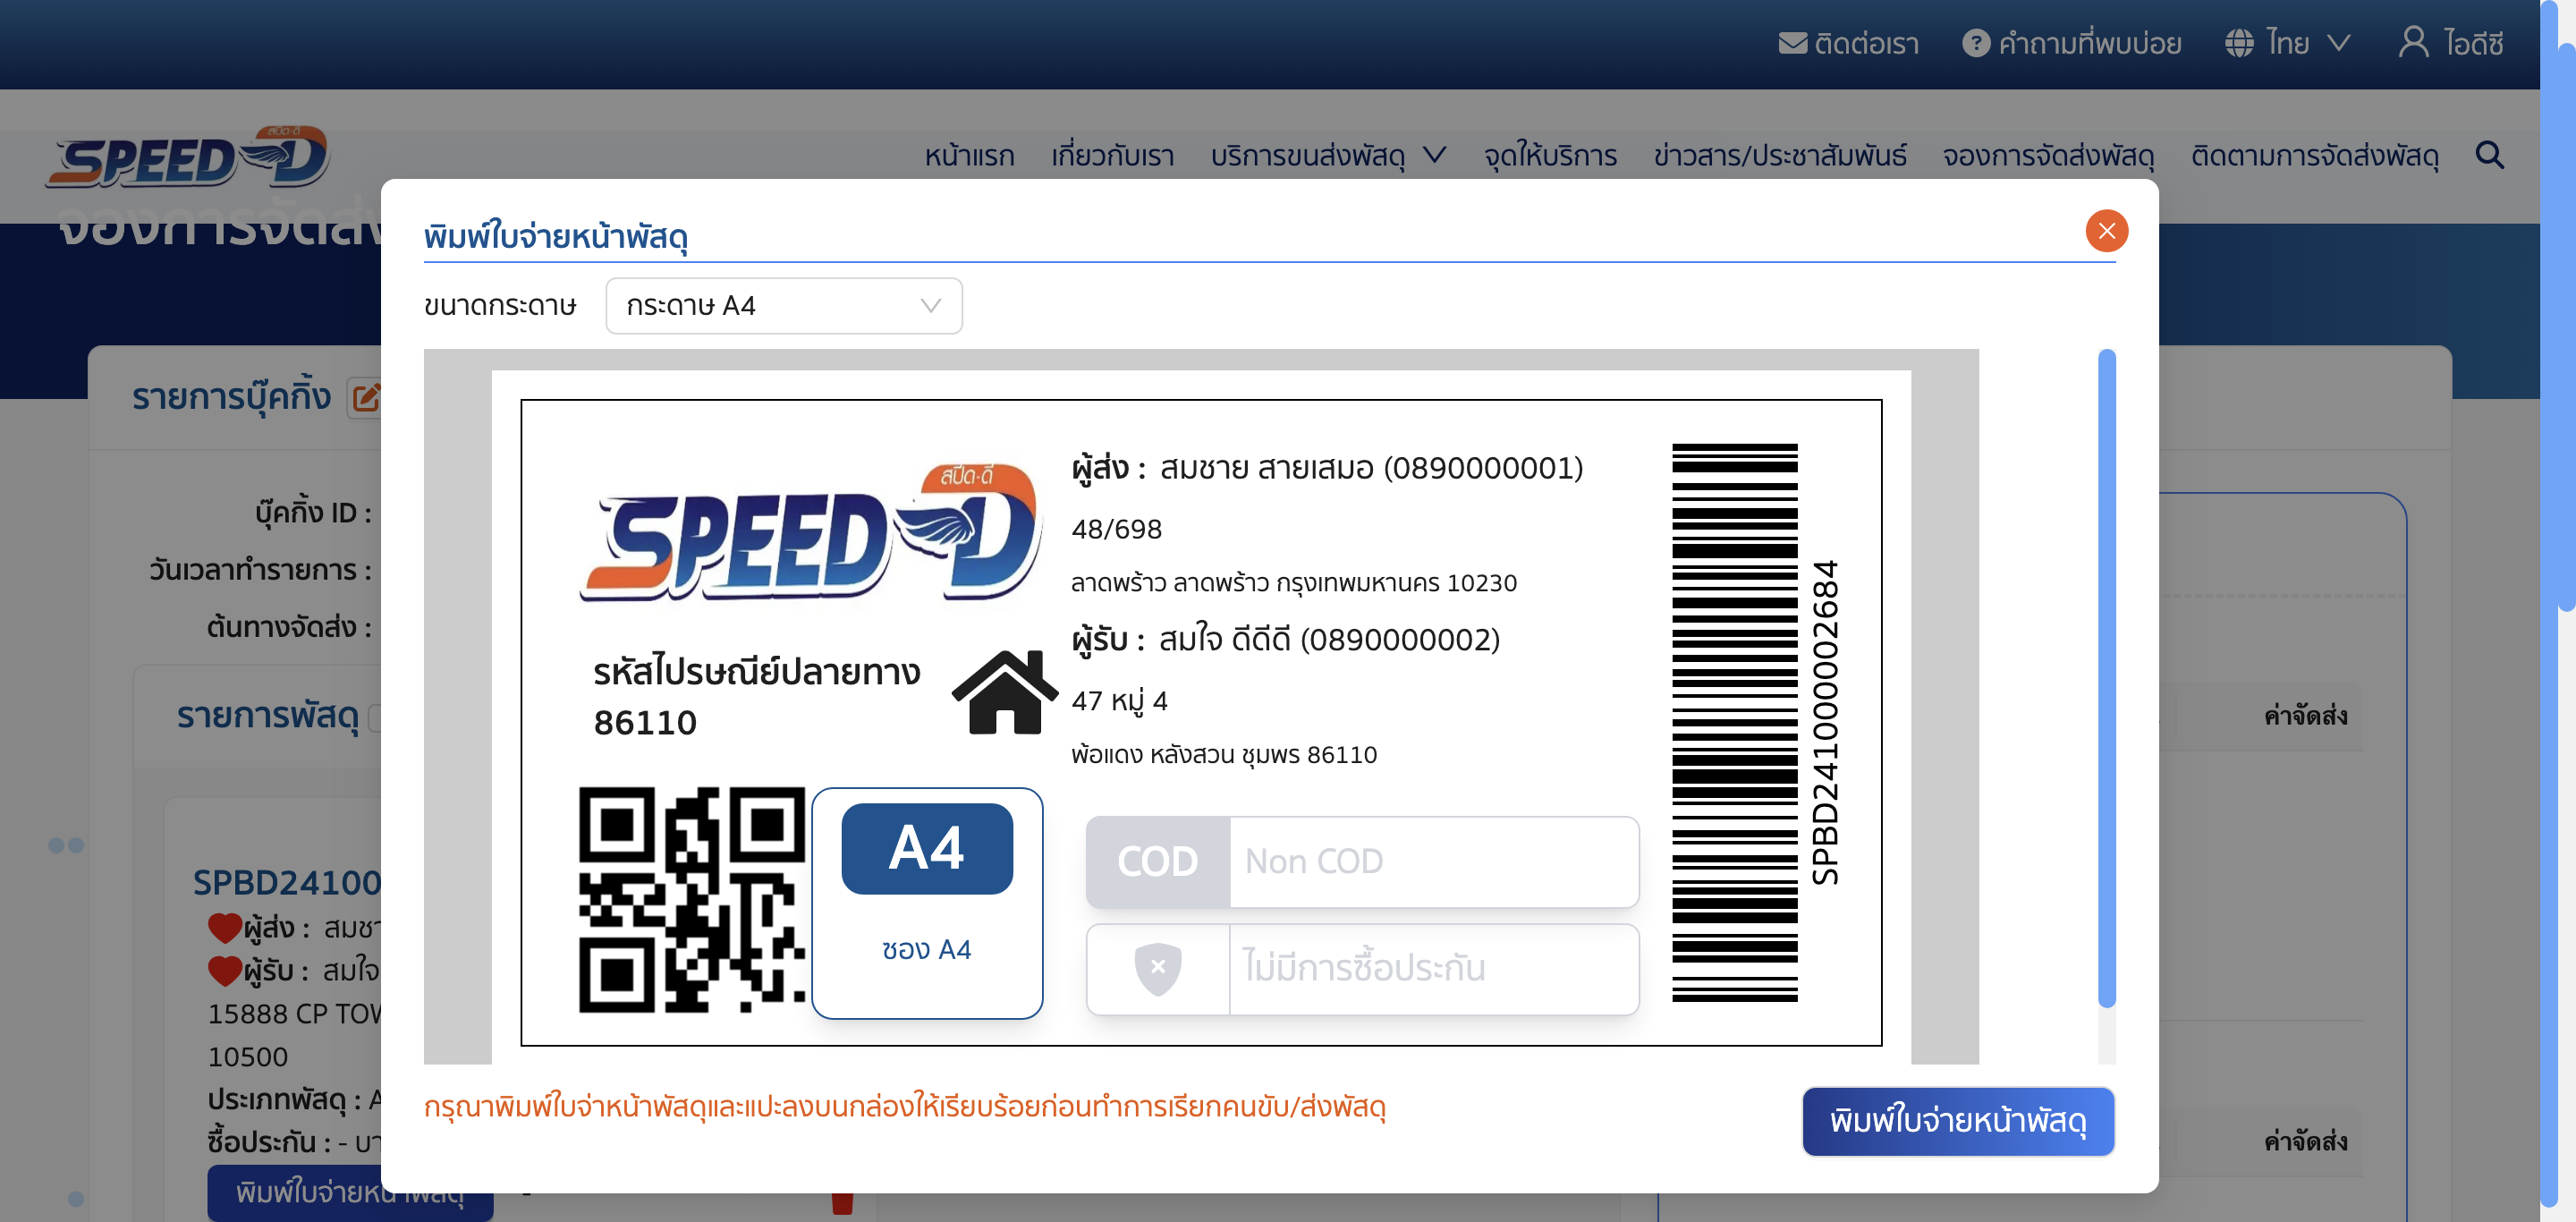 ติดต่อเรา คำถามที่พบบ่อย ไทย ไอดีซี
สปีด-ดี
SPEED-D
หน้าแรก เกี่ยวกับเรา บริการขนส่งพัสดุ จุดให้บริการ ข่าวสาร/ประชาสัมพันธ์ จองการจัดส่งพัสดุ ติดตามการจัดส่งพัสดุ
จองการจัดส่ง
พิมพ์ใบจ่ายหน้าพัสดุ
ขนาดกระดาษ กระดาษ A4
รายการบุ๊คกิ้ง
บุ๊คกิ้ง ID :
วันเวลาทำรายการ :
ต้นทางจัดส่ง :
รายการพัสดุ
SPBD24100
ผู้ส่ง : สมชา
ผู้รับ : สมใจ
15888 CP TOW
10500
ประเภทพัสดุ : A
ซื้อประกัน : - บา
พิมพ์ใบจ่ายหน้าพัสดุ
สปีด-ดี
SPEED-D
รหัสไปรษณีย์ปลายทาง
86110
A4
ซอง A4
ผู้ส่ง : สมชาย สายเสมอ (0890000001)
48/698
ลาดพร้าว ลาดพร้าว กรุงเทพมหานคร 10230
ผู้รับ : สมใจ ดีดีดี (0890000002)
47 หมู่ 4
พ้อแดง หลังสวน ชุมพร 86110
COD Non COD
ไม่มีการซื้อประกัน
SPBD241000002684
กรุณาพิมพ์ใบจ่าหน้าพัสดุและแปะลงบนกล่องให้เรียบร้อยก่อนทำการเรียกคนขับ/ส่งพัสดุ
พิมพ์ใบจ่ายหน้าพัสดุ
ค่าจัดส่ง
ค่าจัดส่ง